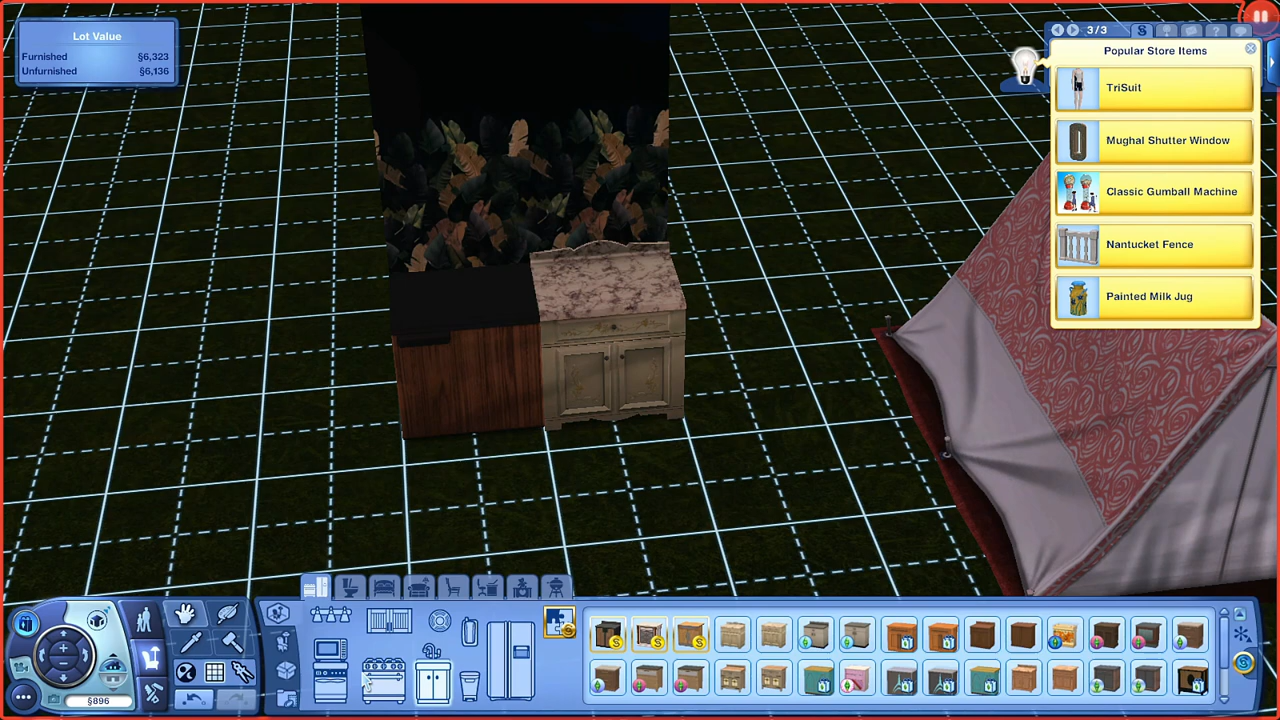 Lot Value
Furnished §6,323
Unfurnished §6,136
3/3
Popular Store Items
TriSuit
Mughal Shutter Window
Classic Gumball Machine
Nantucket Fence
Painted Milk Jug
§896